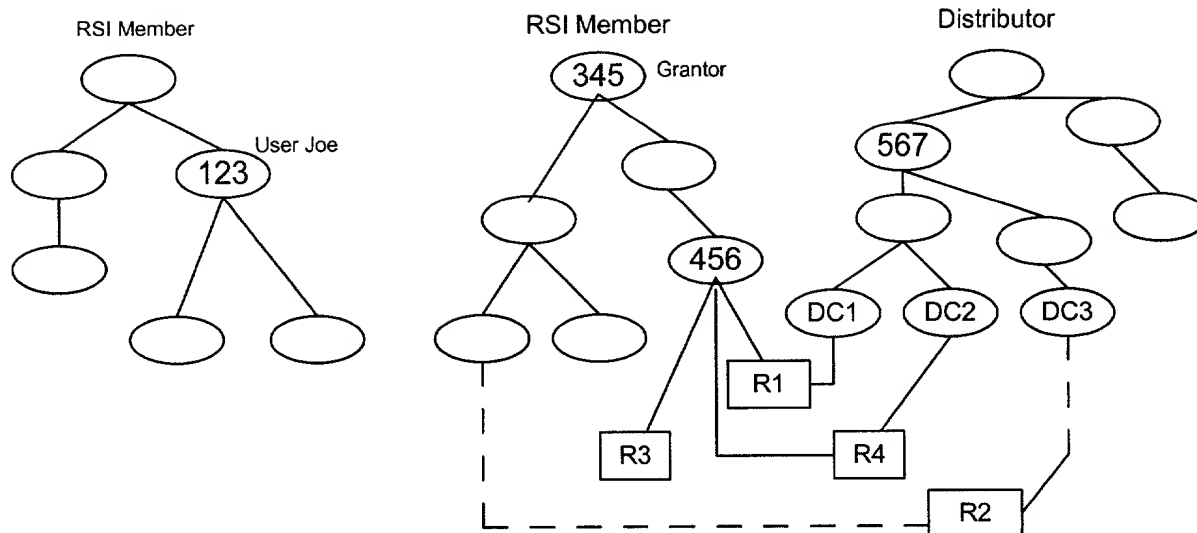 RSI Member
User Joe
123
RSI Member
345
Grantor
456
Distributor
567
DC1
DC2
DC3
R1
R3
R4
R2